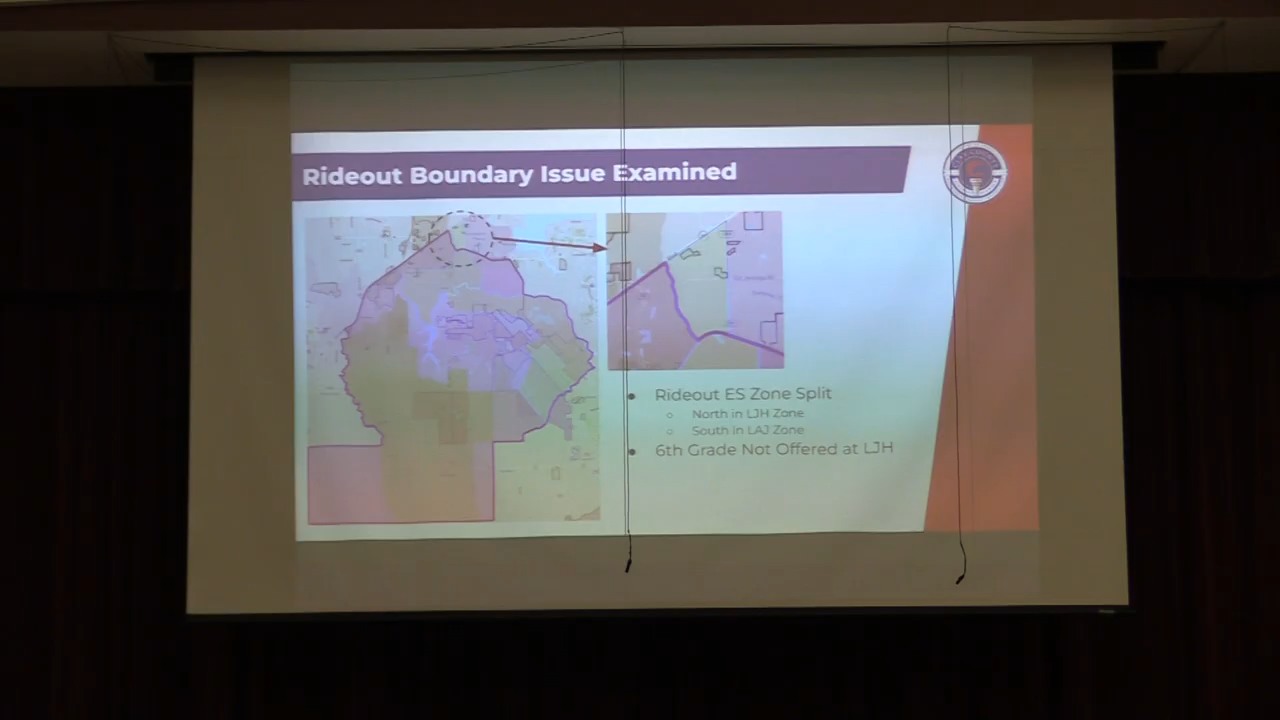 Rideout Boundary Issue Examined
Rideout ES Zone Split
North in LJH Zone
South in LAJ Zone
6th Grade Not Offered at LJH